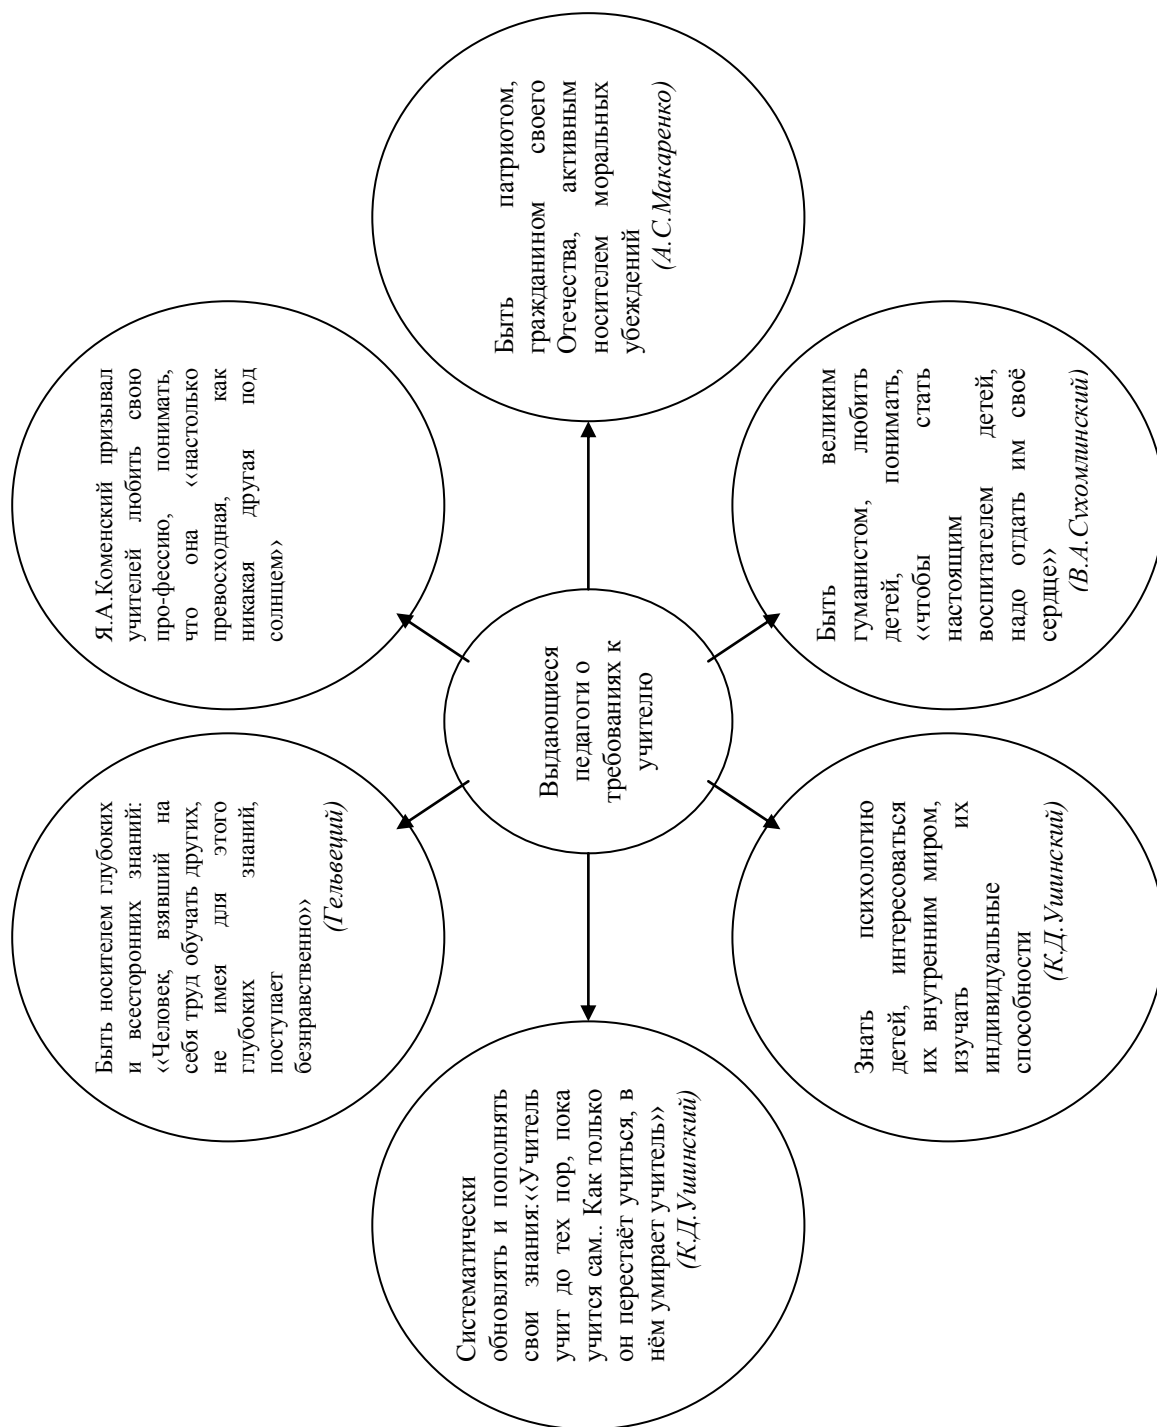 Быть носителем глубоких
и всесторонних знаний:
‹‹Человек, взявший на
себя труд обучать других,
не имея для этого
глубоких знаний,
поступает
безнравственно››
(Гельвеций)
Я.А.Коменский призывал
учителей любить свою
про-фессию, понимать,
что она ‹‹настолько
превосходная, как
никакая другая под
солнцем››
Систематически
обновлять и пополнять
свои знания:‹‹Учитель
учит до тех пор, пока
учится сам.. Как только
он перестаёт учиться, в
нём умирает учитель››
(К.Д.Ушинский)
Выдающиеся
педагоги о
требованиях к
учителю
Быть патриотом,
гражданином своего
Отечества, активным
носителем моральных
убеждений
(А.С.Макаренко)
Знать психологию
детей, интересоваться
их внутренним миром,
изучать их
индивидуальные
способности
(К.Д.Ушинский)
Быть великим
гуманистом, любить
детей, понимать,
‹‹чтобы стать
настоящим
воспитателем детей,
надо отдать им своё
сердце››
(В.А.Сухомлинский)